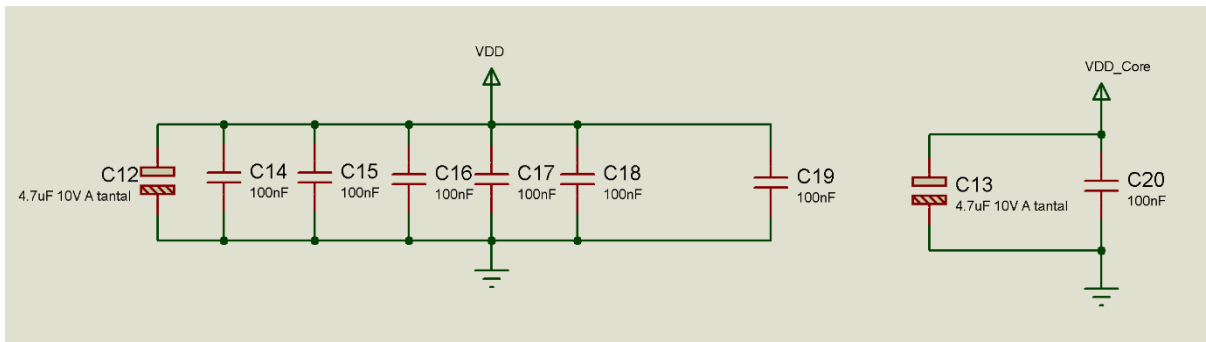 VDD
VDD_Core
C12
4.7uF 10V A tantal
C14
100nF
C15
100nF
C16
100nF
C17
100nF
C18
100nF
C19
100nF
C13
4.7uF 10V A tantal
C20
100nF